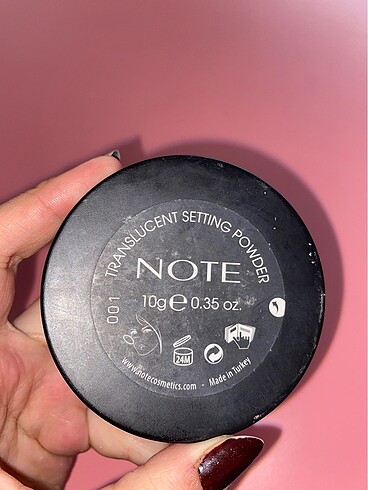 TRANSLUCENT SETTING POWDER
NOTE
10g e 0.35 oz.
001
24M
www.notecosmetics.com - Made in Turkey